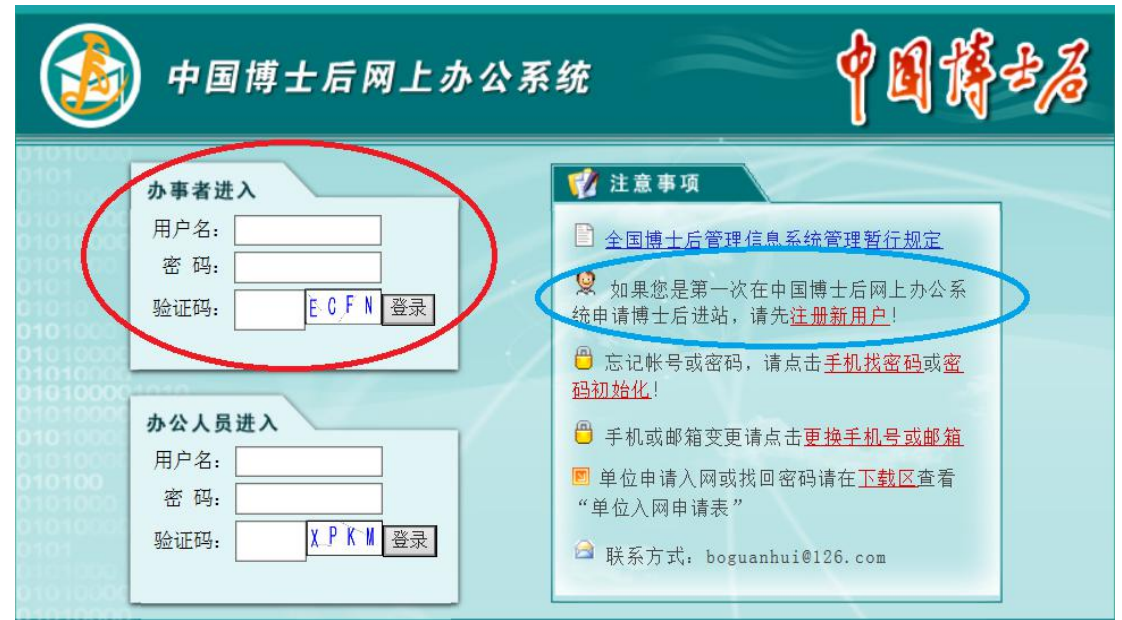 中国博士后网上办公系统
中国博士后
办事者进入
用户名：
密 码：
验证码：
E C F N
登录
办公人员进入
用户名：
密 码：
验证码：
X P K M
登录
注意事项
全国博士后管理信息系统管理暂行规定
如果您是第一次在中国博士后网上办公系
统申请博士后进站，请先注册新用户！
忘记帐号或密码，请点击手机找密码或密
码初始化！
手机或邮箱变更请点击更换手机号或邮箱
单位申请入网或找回密码请在下载区查看
“单位入网申请表”
联系方式：boguanhui@126.com